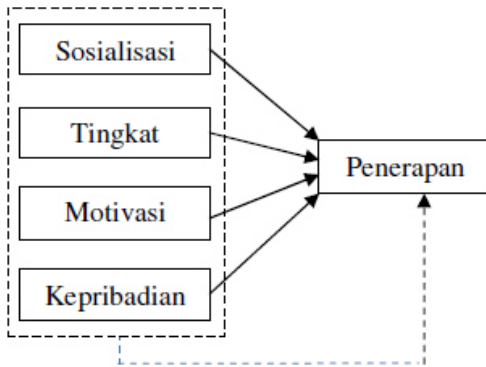 Sosialisasi
Tingkat
Motivasi
Kepribadian
Penerapan